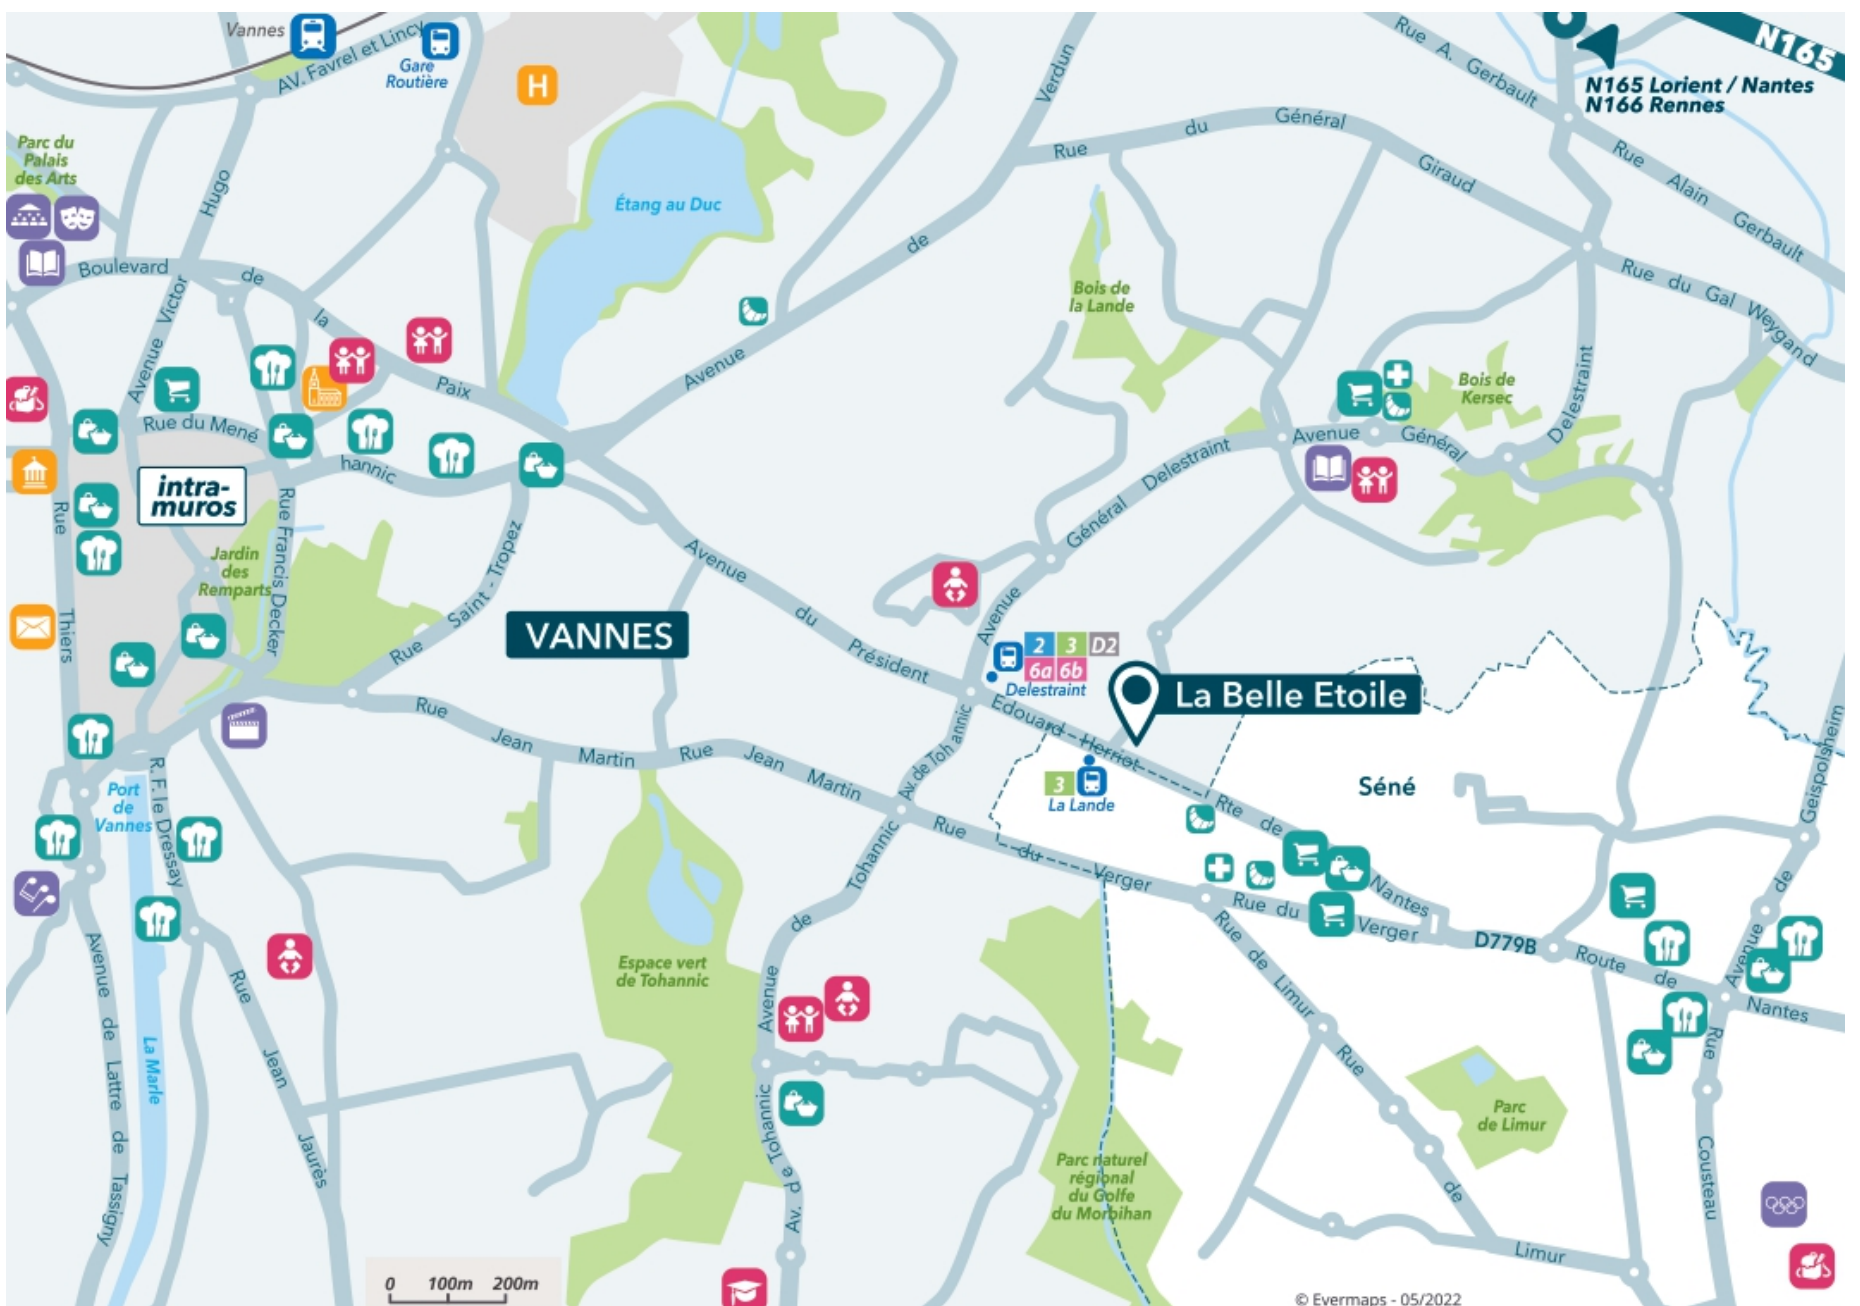 Vannes
AV. Favrel et Lincy
Gare
Routière
H
Verdun
Rue A. Gerbault
N165
N165 Lorient / Nantes
N166 Rennes
Parc du
Palais
des Arts
Hugo
Étang au Duc
Rue du Général Giraud
Rue Alain Gerbault
Boulevard de la Paix
Avenue Victor
Avenue de
Bois de
la Lande
Rue du Gal Weygand
Rue du Mené
hannic
Bois de
Kersec
Delestraint
Avenue Général
intra-
muros
Rue Francis Decker
Rue Thiers
Jardin
des
Remparts
Rue Saint - Tropez
Avenue Général Delestraint
Avenue du Président Edouard Herriot
VANNES
2 3 D2
6a 6b
Delestraint
La Belle Etoile
3
La Lande
Séné
Geispolsheim
Avenue de
Rue Jean Martin
Rue Jean Martin
Av. de Tohannic
Rue du Verger
Rte de Nantes
Rue du Verger
D779B
Route de Nantes
Port
de
Vannes
R. F. le Dressay
Avenue de Tohannic
Rue de Limur
Rue de Limur
Espace vert
de Tohannic
La Marle
Avenue de Lattre de Tassigny
Rue Jean Jaurès
Av. de Tohannic
Parc naturel
régional
du Golfe
du Morbihan
Parc
de Limur
Rue Cousteau
0 100m 200m
© Evermaps - 05/2022